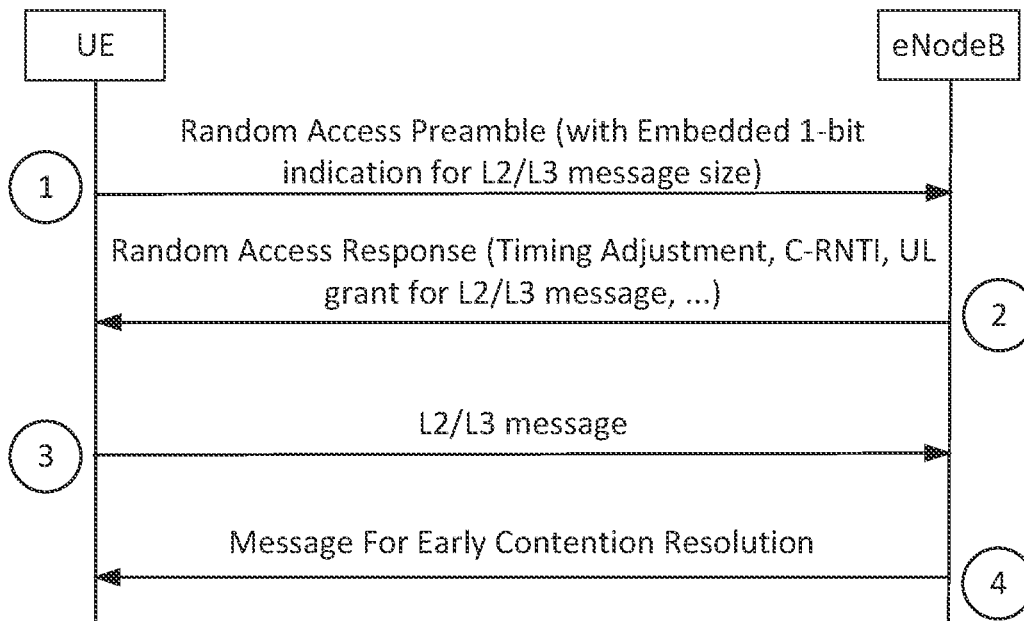 UE
eNodeB
Random Access Preamble (with Embedded 1-bit
indication for L2/L3 message size)
1
Random Access Response (Timing Adjustment, C-RNTI, UL
grant for L2/L3 message, ...)
2
L2/L3 message
3
Message For Early Contention Resolution
4